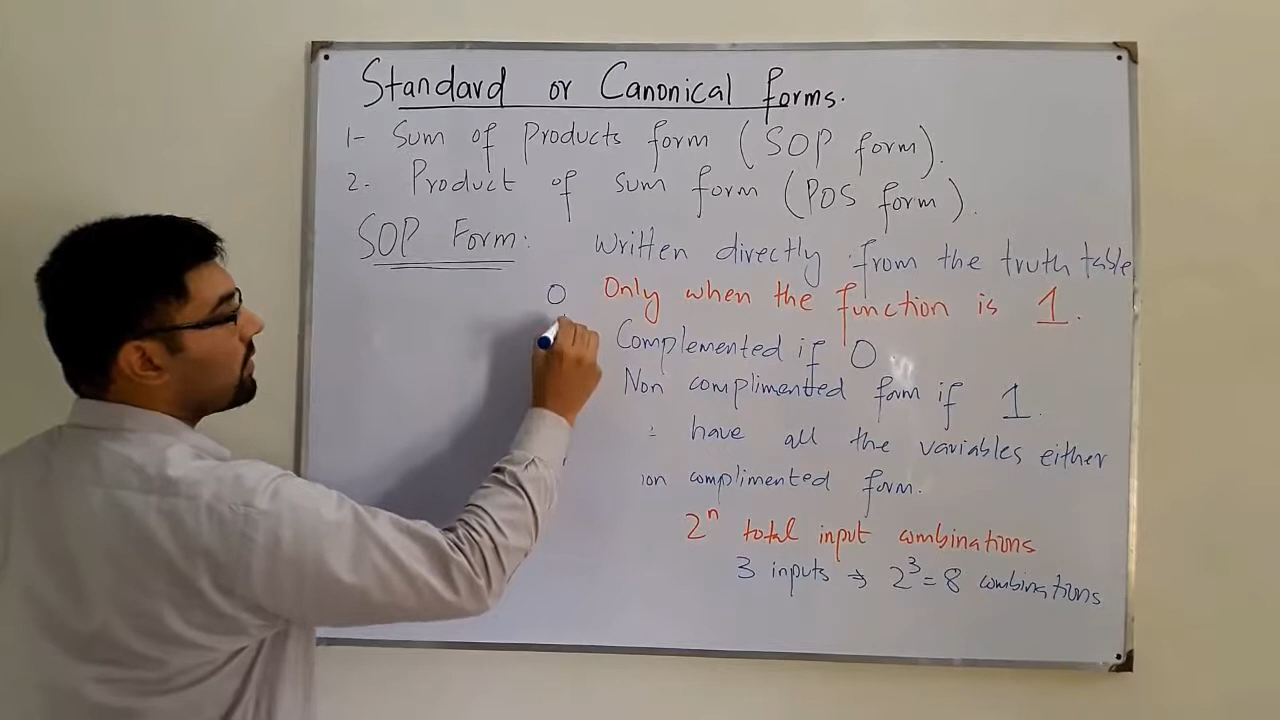 Standard or Canonical forms.
1- Sum of Products form (SOP form).
2. Product of sum form (POS form).
SOP Form: Written directly from the truth table
0 Only when the function is 1.
Complemented if 0.
Non complimented form if 1.
have all the variables either
complimented form.
2ⁿ total input combinations
3 inputs → 2³ = 8 combinations